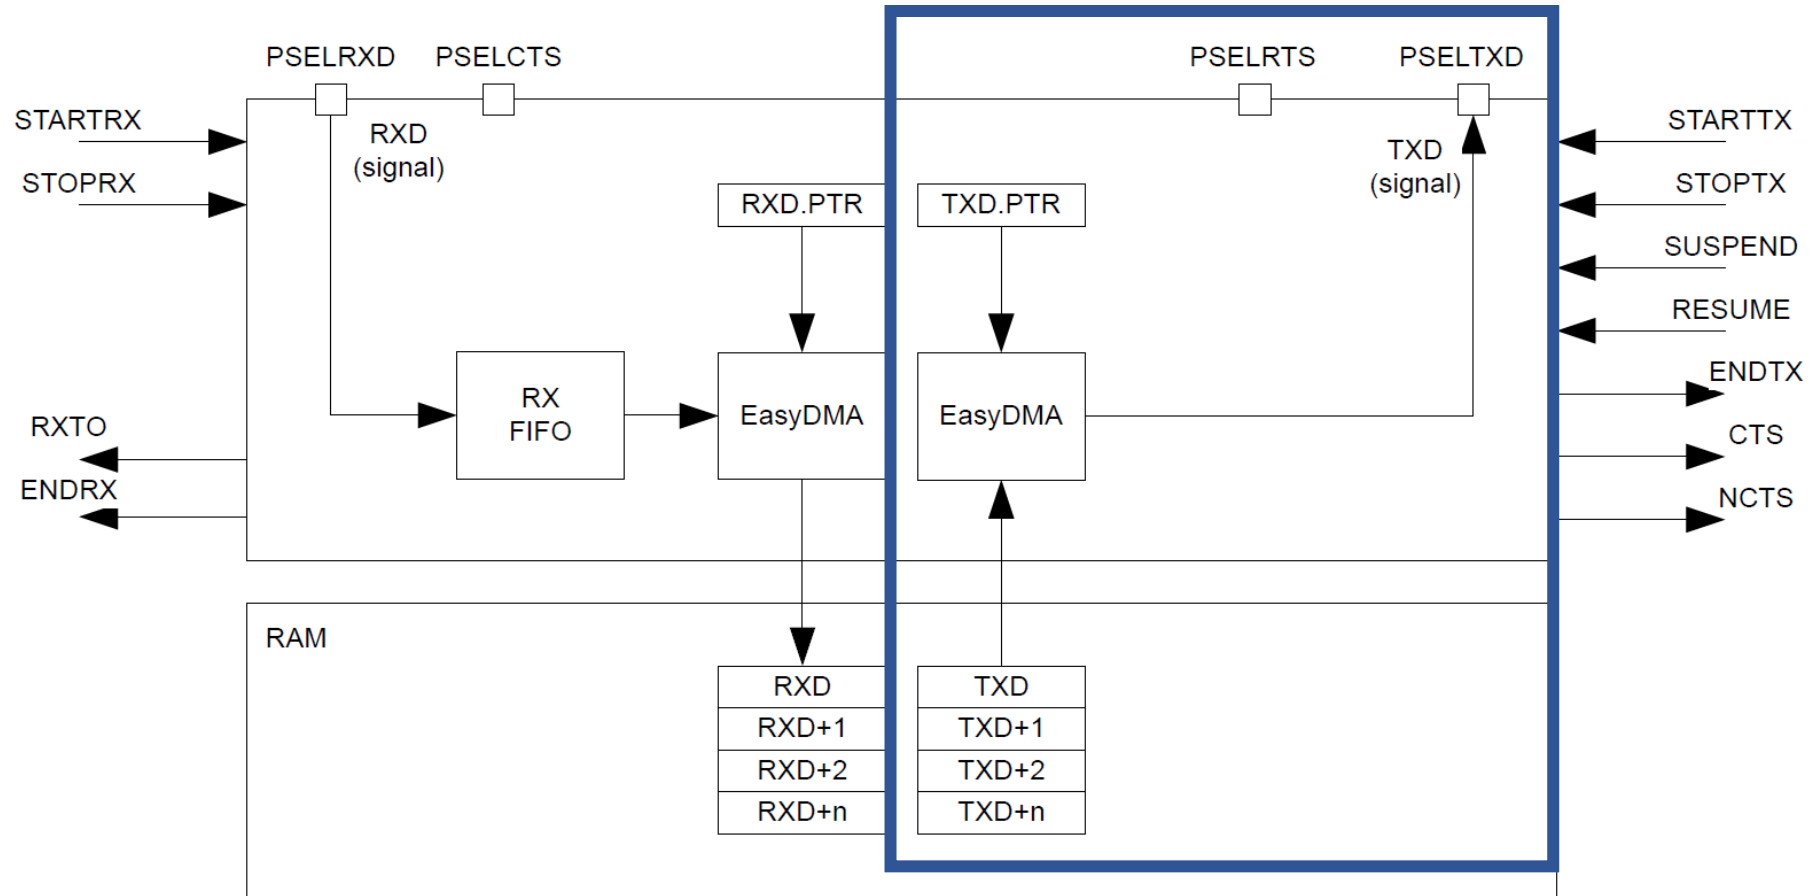 PSELRXD
PSELCTS
PSELRTS
PSELTXD
STARTRX
STOPRX
RXD
(signal)
TXD
(signal)
STARTTX
STOPTX
SUSPEND
RESUME
RXD.PTR
TXD.PTR
RX
FIFO
EasyDMA
EasyDMA
RXTO
ENDRX
ENDTX
CTS
NCTS
RAM
RXD
RXD+1
RXD+2
RXD+n
TXD
TXD+1
TXD+2
TXD+n